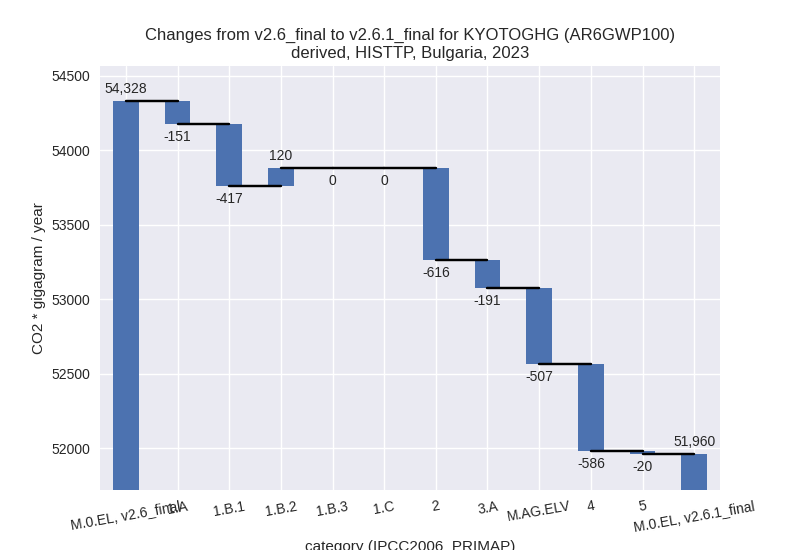 Changes from v2.6_final to v2.6.1_final for KYOTOGHG (AR6GWP100)
derived, HISTTP, Bulgaria, 2023
CO2 * gigagram / year
54500
54000
53500
53000
52500
52000
54,328
-151
-417
120
0
0
-616
-191
-507
-586
-20
51,960
M.0.EL, v2.6_final
1.A
1.B.1
1.B.2
1.B.3
1.C
2
3.A
M.AG.ELV
4
5
M.0.EL, v2.6.1_final
category (IPCC2006_PRIMAP)